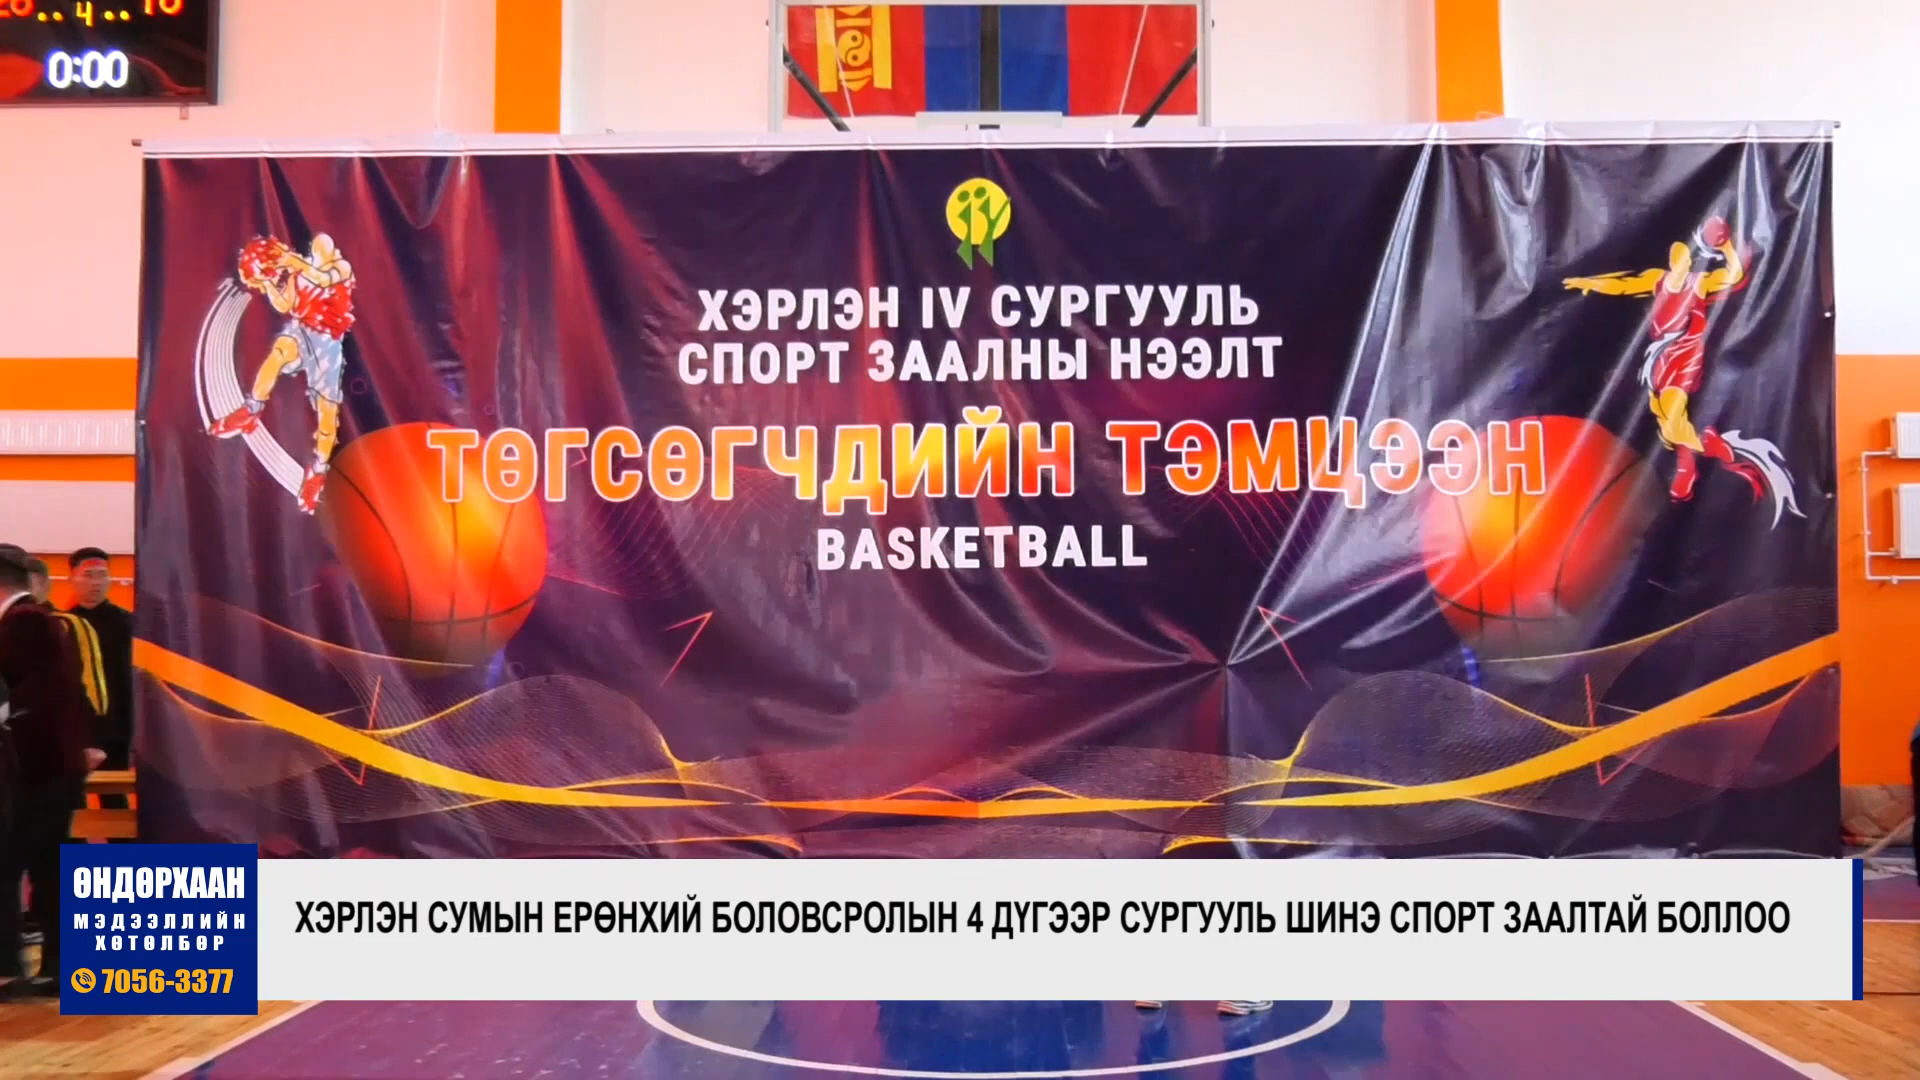 4
0:00
ХЭРЛЭН IV СУРГУУЛЬ
СПОРТ ЗААЛНЫ НЭЭЛТ
ТӨГСӨГЧДИЙН ТЭМЦЭЭН
BASKETBALL
ӨНДӨРХААН
МЭДЭЭЛЛИЙН
ХӨТӨЛБӨР
7056-3377
ХЭРЛЭН СУМЫН ЕРӨНХИЙ БОЛОВСРОЛЫН 4 ДҮГЭЭР СУРГУУЛЬ ШИНЭ СПОРТ ЗААЛТАЙ БОЛЛОО